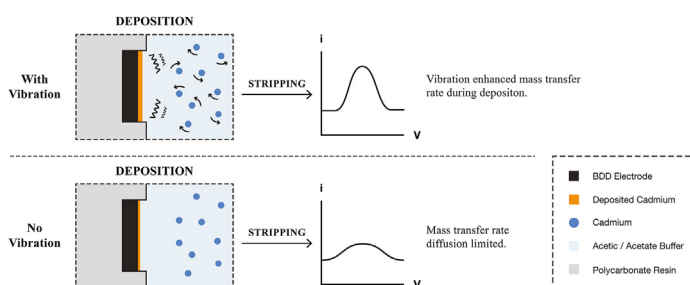 DEPOSITION
With
Vibration
STRIPPING
i
V
Vibration enhanced mass transfer
rate during depositon.
DEPOSITION
No
Vibration
STRIPPING
i
V
Mass transfer rate
diffusion limited.
BDD Electrode
Deposited Cadmium
Cadmium
Acetic / Acetate Buffer
Polycarbonate Resin